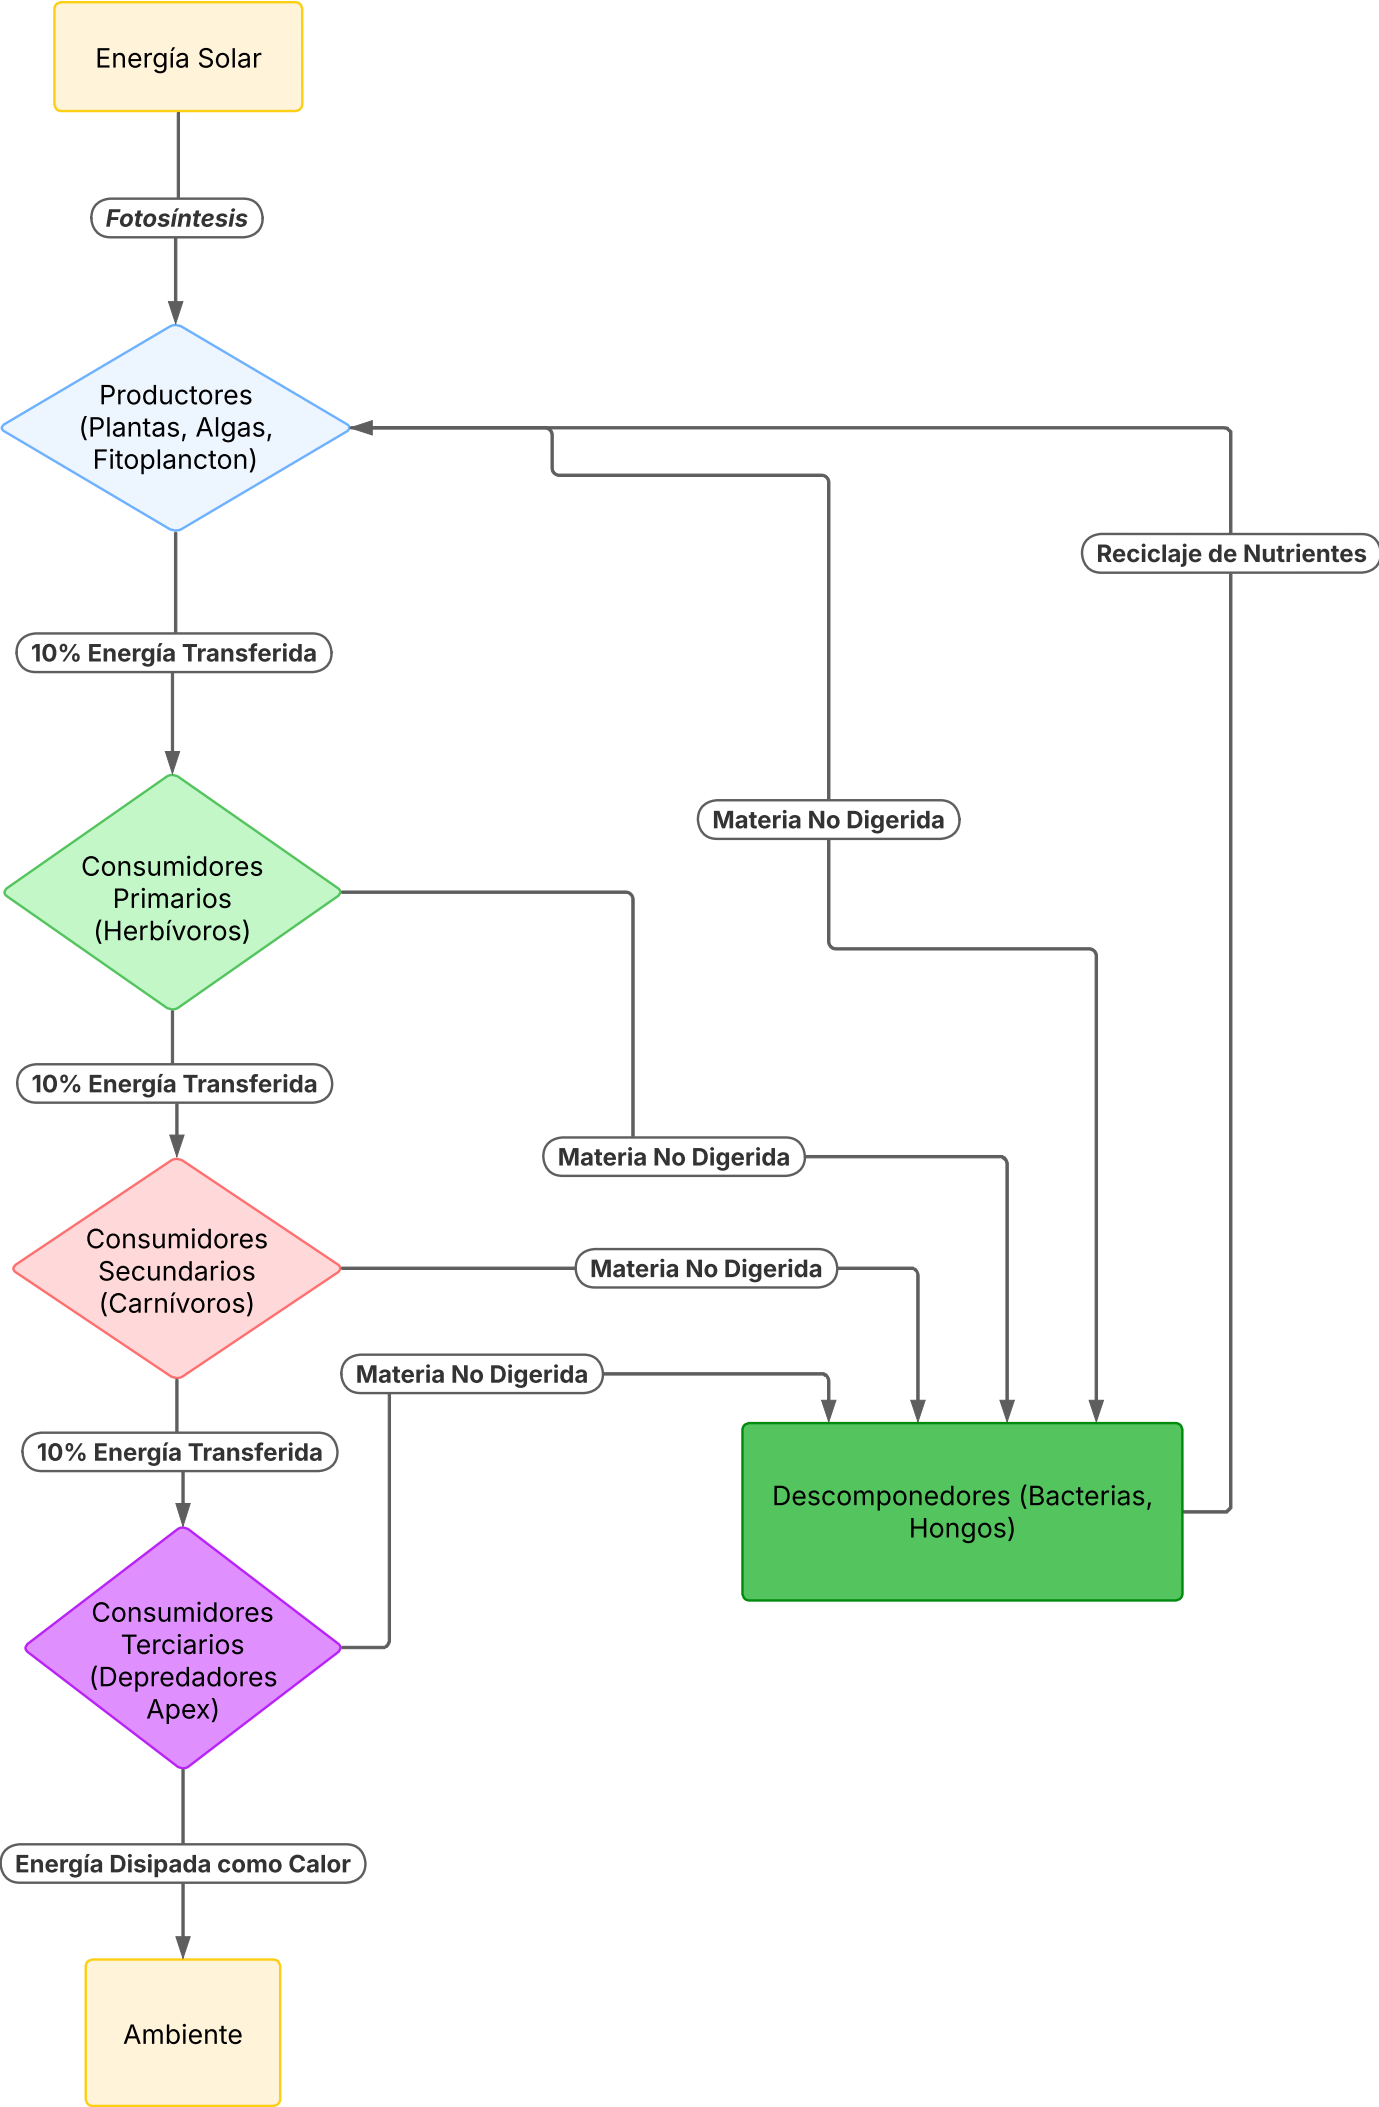 Energía Solar
Fotosíntesis
Productores
(Plantas, Algas,
Fitoplancton)
Reciclaje de Nutrientes
10% Energía Transferida
Materia No Digerida
Consumidores
Primarios
(Herbívoros)
10% Energía Transferida
Materia No Digerida
Consumidores
Secundarios
(Carnívoros)
Materia No Digerida
Materia No Digerida
10% Energía Transferida
Descomponedores (Bacterias,
Hongos)
Consumidores
Terciarios
(Depredadores
Apex)
Energía Disipada como Calor
Ambiente